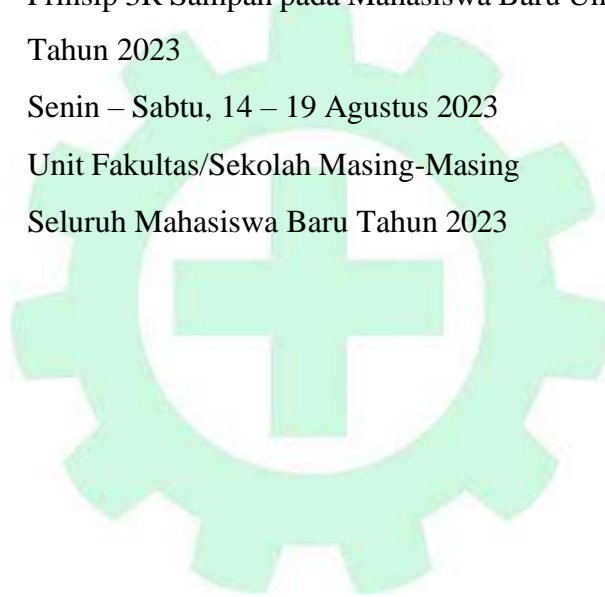 Prinsip Sampah pada Mahasiswa Baru
Tahun 2023
Senin – Sabtu, 14 – 19 Agustus 2023
Unit Fakultas/Sekolah Masing-Masing
Seluruh Mahasiswa Baru Tahun 2023